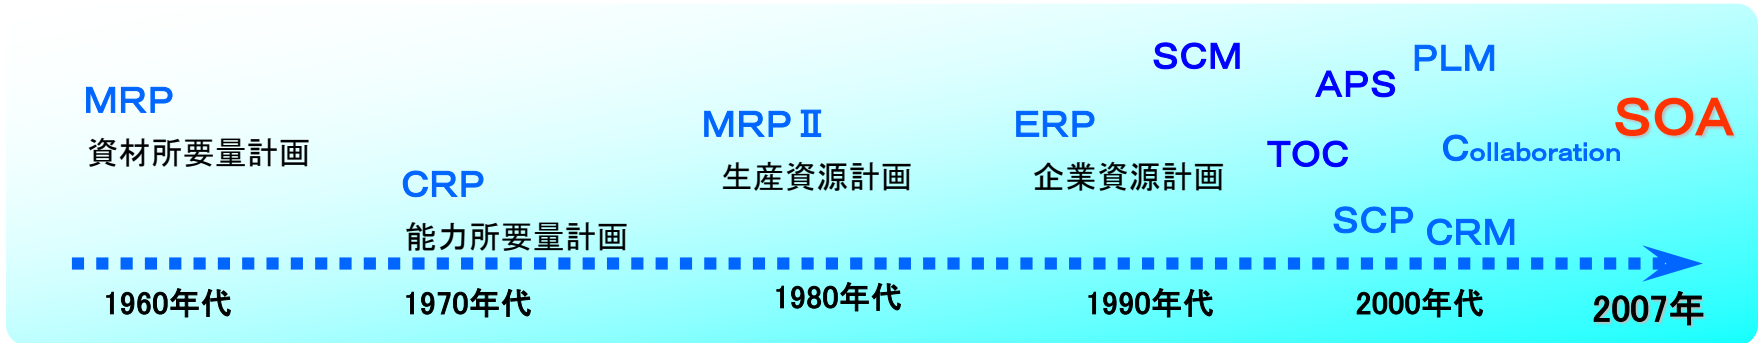 MRP
資材所要量計画
CRP
能力所要量計画
MRPⅡ
生産資源計画
ERP
企業資源計画
SCM
APS
PLM
TOC
Collaboration
SCP
CRM
SOA
1960年代
1970年代
1980年代
1990年代
2000年代
2007年